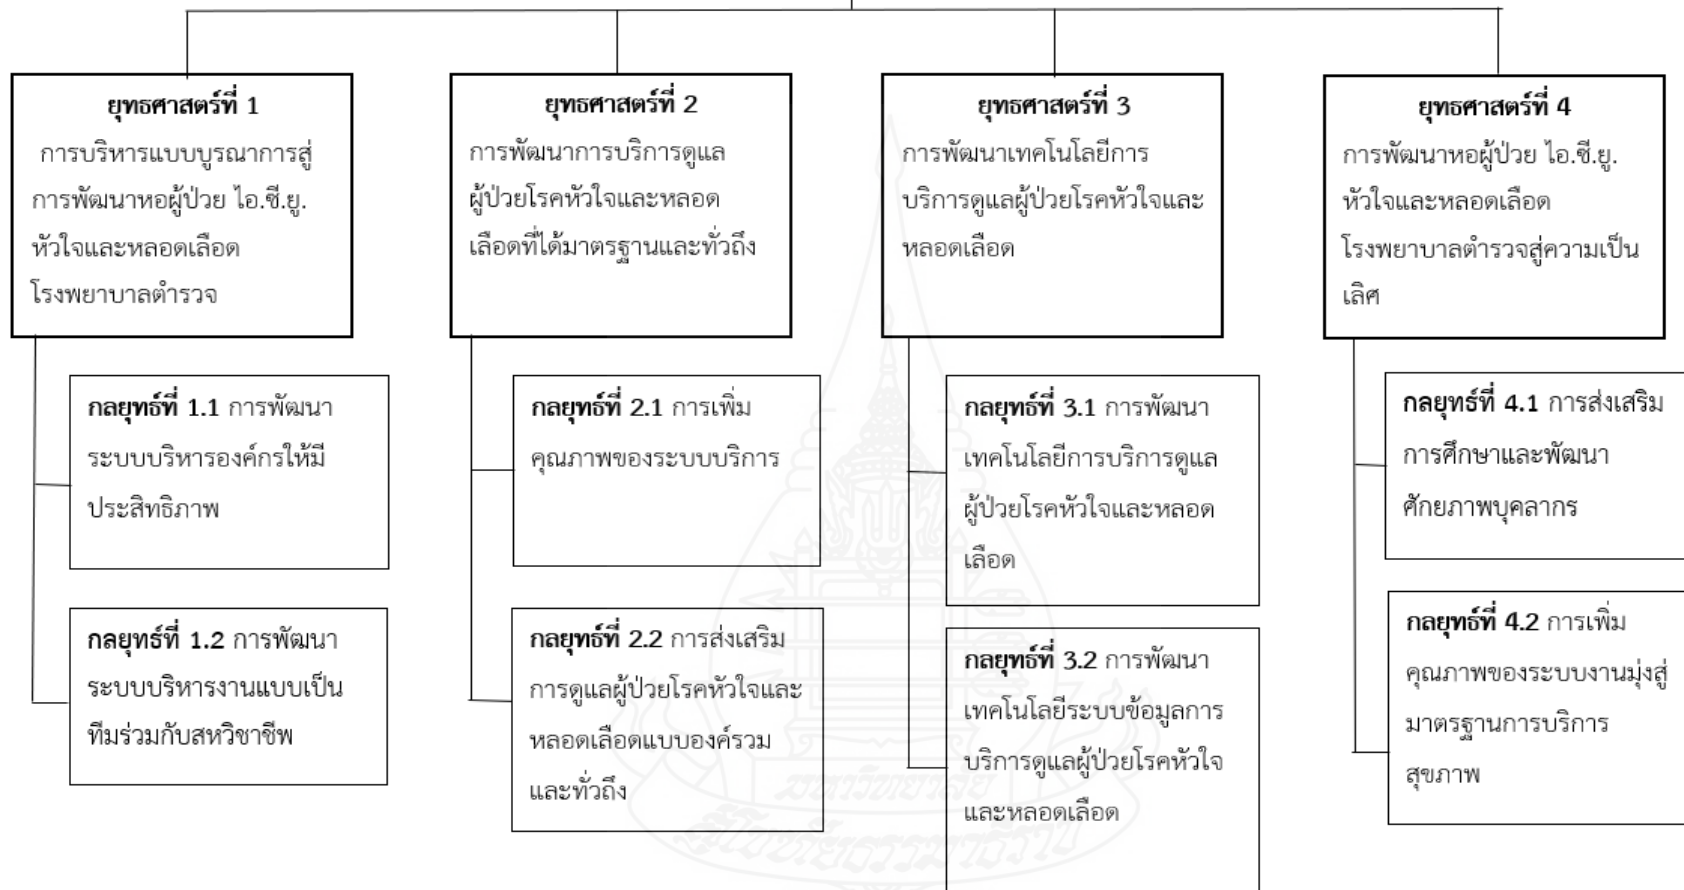 ยุทธศาสตร์ที่ 1
การบริหารแบบบูรณาการสู่
การพัฒนาหอผู้ป่วย ไอ.ซี.ยู.
หัวใจและหลอดเลือด
โรงพยาบาลตำรวจ
ยุทธศาสตร์ที่ 2
การพัฒนาการบริการดูแล
ผู้ป่วยโรคหัวใจและหลอด
เลือดที่ได้มาตรฐานและทั่วถึง
ยุทธศาสตร์ที่ 3
การพัฒนาเทคโนโลยีการ
บริการดูแลผู้ป่วยโรคหัวใจและ
หลอดเลือด
ยุทธศาสตร์ที่ 4
การพัฒนาหอผู้ป่วย ไอ.ซี.ยู.
หัวใจและหลอดเลือด
โรงพยาบาลตำรวจสู่ความเป็น
เลิศ
กลยุทธ์ที่ 1.1 การพัฒนา
ระบบบริหารองค์กรให้มี
ประสิทธิภาพ
กลยุทธ์ที่ 1.2 การพัฒนา
ระบบบริหารงานแบบเป็น
ทีมร่วมกับสหวิชาชีพ
กลยุทธ์ที่ 2.1 การเพิ่ม
คุณภาพของระบบบริการ
กลยุทธ์ที่ 2.2 การส่งเสริม
การดูแลผู้ป่วยโรคหัวใจและ
หลอดเลือดแบบองค์รวม
และทั่วถึง
กลยุทธ์ที่ 3.1 การพัฒนา
เทคโนโลยีการบริการดูแล
ผู้ป่วยโรคหัวใจและหลอด
เลือด
กลยุทธ์ที่ 3.2 การพัฒนา
เทคโนโลยีระบบข้อมูลการ
บริการดูแลผู้ป่วยโรคหัวใจ
และหลอดเลือด
กลยุทธ์ที่ 4.1 การส่งเสริม
การศึกษาและพัฒนา
ศักยภาพบุคลากร
กลยุทธ์ที่ 4.2 การเพิ่ม
คุณภาพของระบบงานมุ่งสู่
มาตรฐานการบริการ
สุขภาพ
มหาวิทยาลัย
สุโขทัยธรรมาธิราช